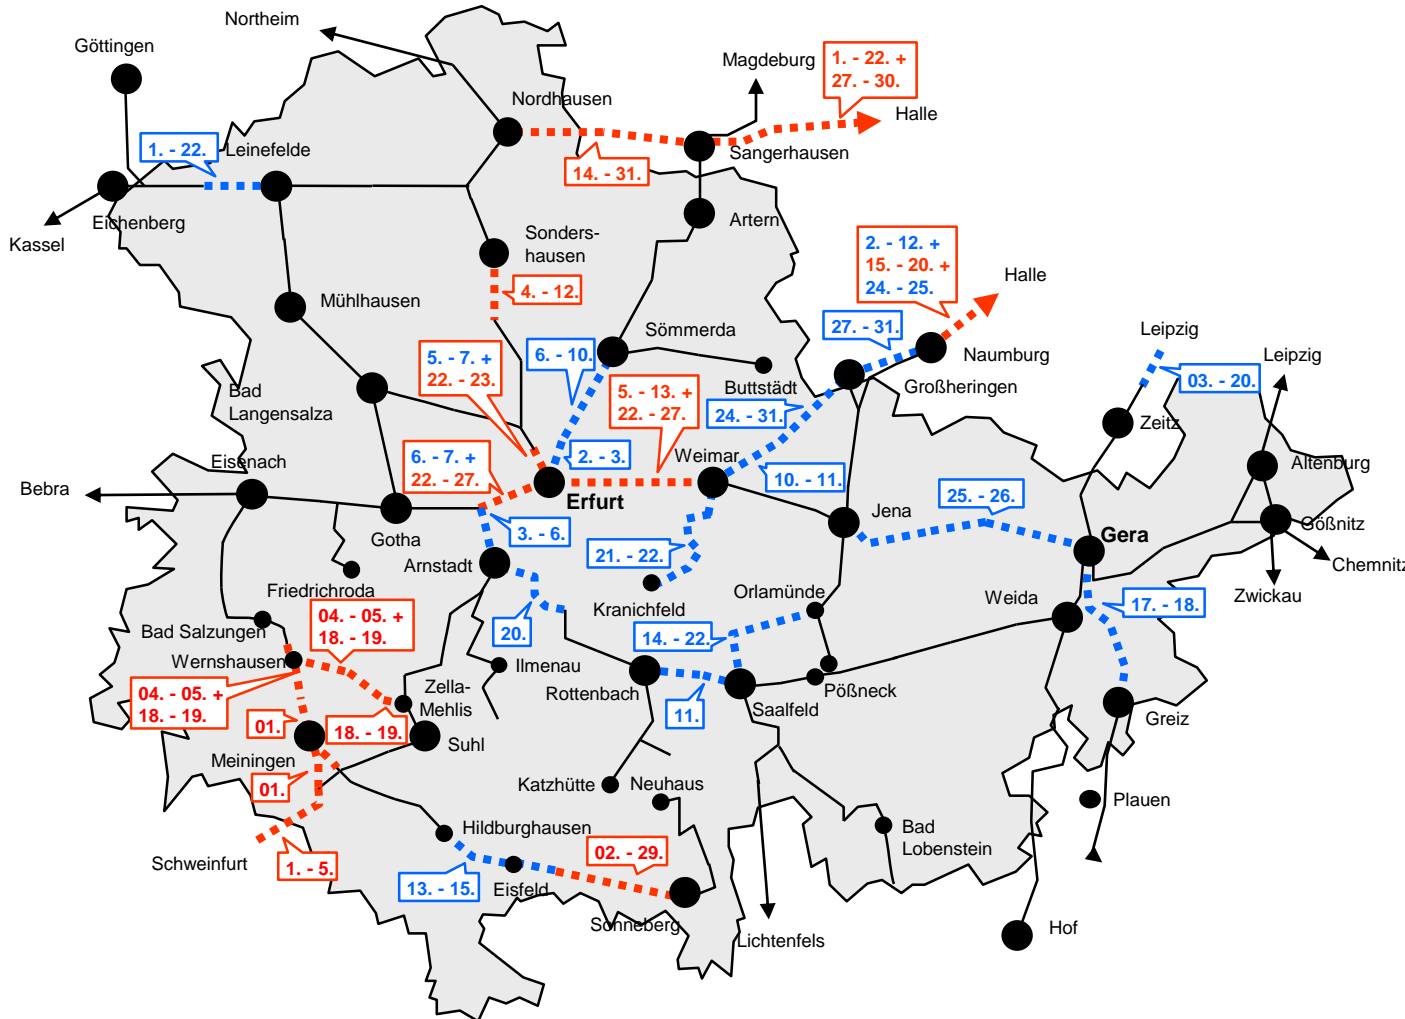 Northeim
Göttingen
Magdeburg
1. - 22. +
27. - 30.
Nordhausen
Halle
1. - 22.
Leinefelde
Sangerhausen
14. - 31.
Eichenberg
Kassel
Artern
Sonders-
hausen
2. - 12. +
15. - 20. +
24. - 25.
Halle
4. - 12.
Mühlhausen
Sömmerda
27. - 31.
Leipzig
Leipzig
5. - 7. +
22. - 23.
6. - 10.
Naumburg
Buttstädt
Großheringen
03. - 20.
Bad
Langensalza
5. - 13. +
22. - 27.
24. - 31.
Zeitz
6. - 7. +
22. - 27.
2. - 3.
Weimar
Eisenach
10. - 11.
Altenburg
Bebra
Erfurt
25. - 26.
Gotha
3. - 6.
Jena
Gera
Gößnitz
Arnstadt
21. - 22.
Chemnitz
Friedrichroda
Kranichfeld
Orlamünde
Weida
Zwickau
17. - 18.
04. - 05. +
18. - 19.
Bad Salzungen
20.
14. - 22.
Wernshausen
Ilmenau
Rottenbach
Pößneck
04. - 05. +
18. - 19.
Zella-
Mehlis
Saalfeld
11.
Greiz
01.
18. - 19.
Suhl
Meiningen
01.
Katzhütte
Neuhaus
Plauen
Hildburghausen
Bad
Lobenstein
Schweinfurt
1. - 5.
02. - 29.
13. - 15.
Eisfeld
Sonneberg
Lichtenfels
Hof